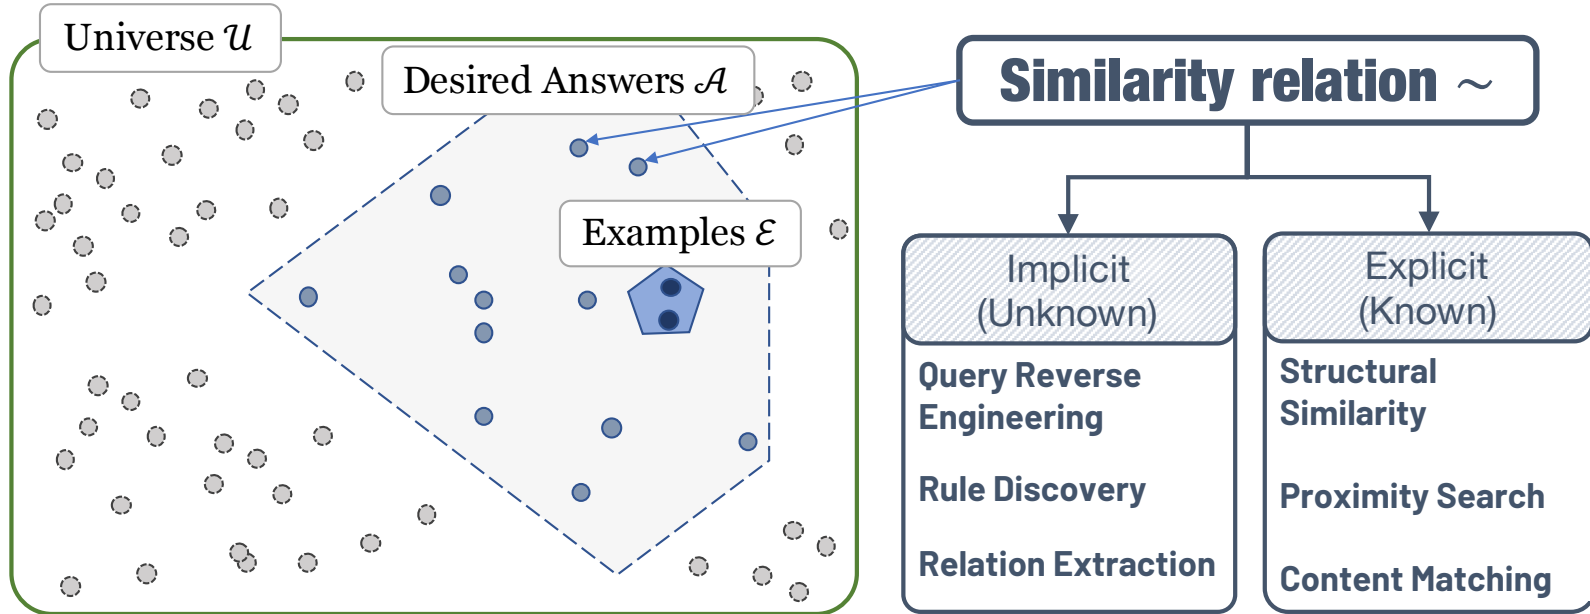 Universe 𝒰
Desired Answers 𝒜
Examples ℰ
Similarity relation ~
Implicit
(Unknown)
Query Reverse
Engineering
Rule Discovery
Relation Extraction
Explicit
(Known)
Structural
Similarity
Proximity Search
Content Matching